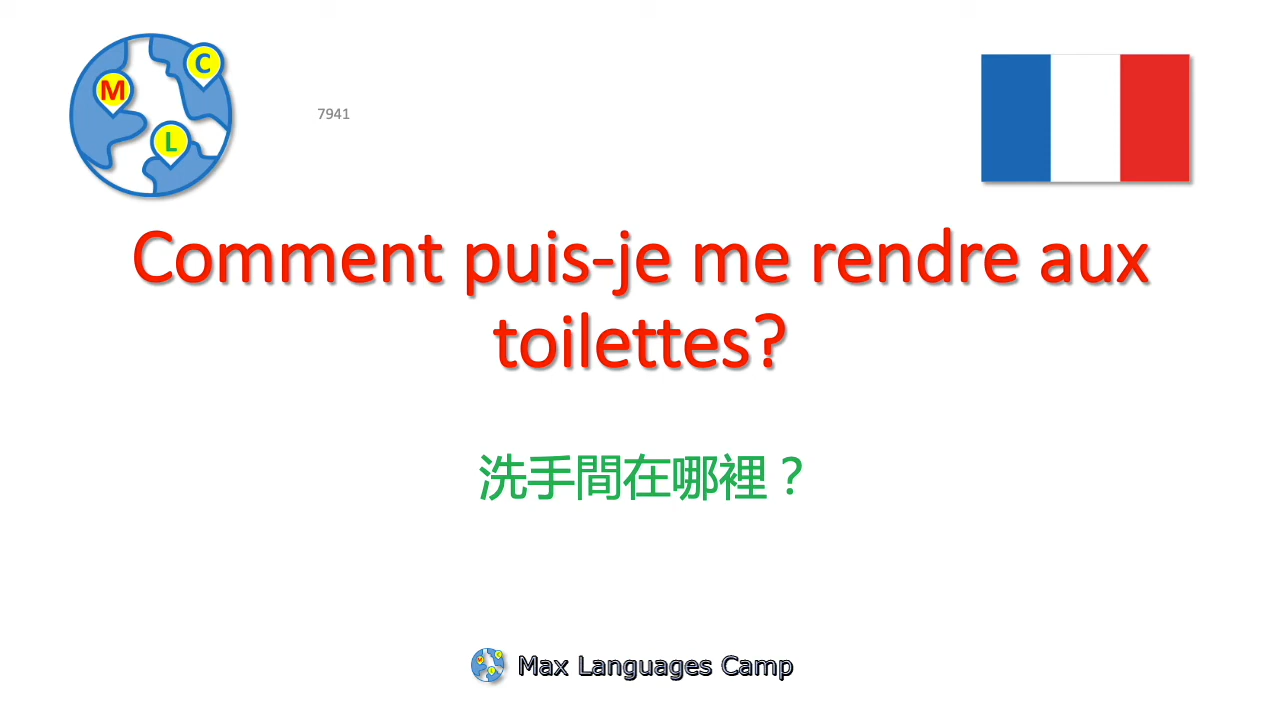 M
C
L
7941
Comment puis-je me rendre aux
toilettes?
洗手間在哪裡？
Max Languages Camp